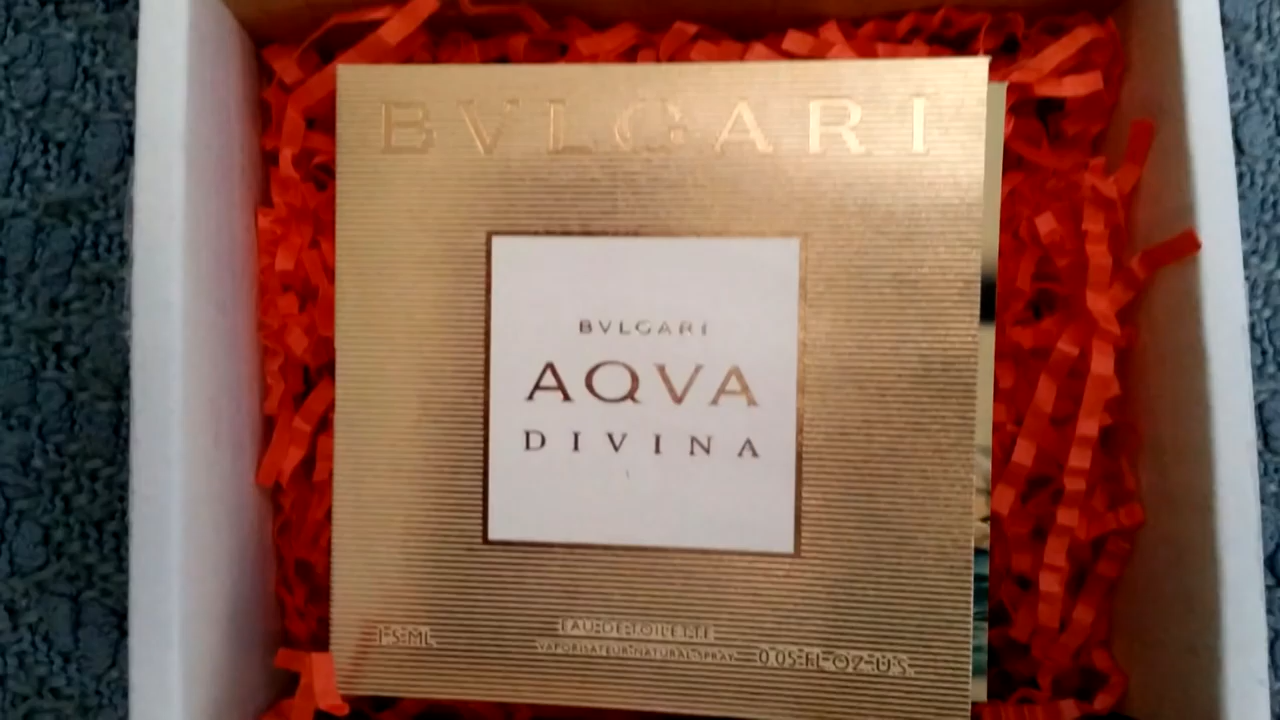 BVLGARI
BVLGARI
AQVA
DIVINA
1.5 ML
EAU DE TOILETTE
VAPORISATEUR NATURAL SPRAY
0.05 FL. OZ. U.S.